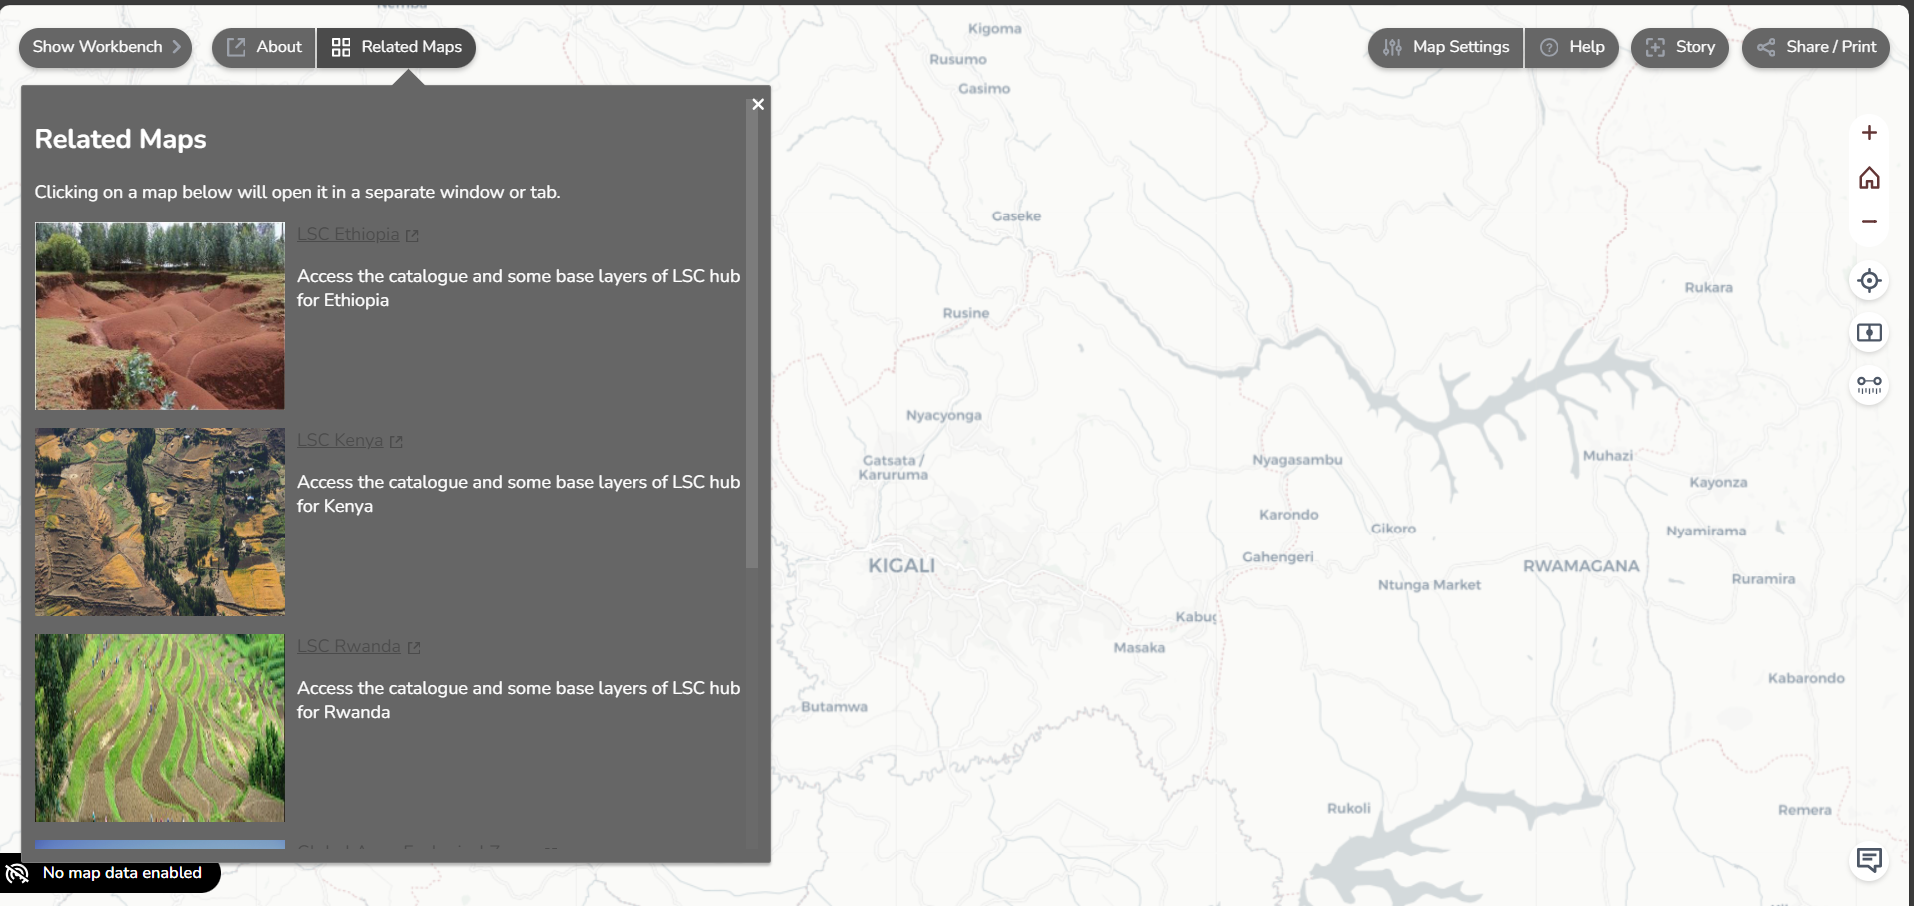 Nemba
Show Workbench
About
Related Maps
Map Settings
Help
Story
Share / Print
Related Maps
Clicking on a map below will open it in a separate window or tab.
LSC Ethiopia
Access the catalogue and some base layers of LSC hub
for Ethiopia
LSC Kenya
Access the catalogue and some base layers of LSC hub
for Kenya
LSC Rwanda
Access the catalogue and some base layers of LSC hub
for Rwanda
No map data enabled
Kigoma
Rusumo
Gasimo
Gaseke
Rukara
Rusine
Nyacyonga
Gatsata /
Karuruma
Nyagasambu
Muhazi
Kayonza
Karondo
Gikoro
Nyamirama
Gahengeri
KIGALI
RWAMAGANA
Ntunga Market
Ruramira
Kabug
Masaka
Kabarondo
Butamwa
Rukoli
Remera